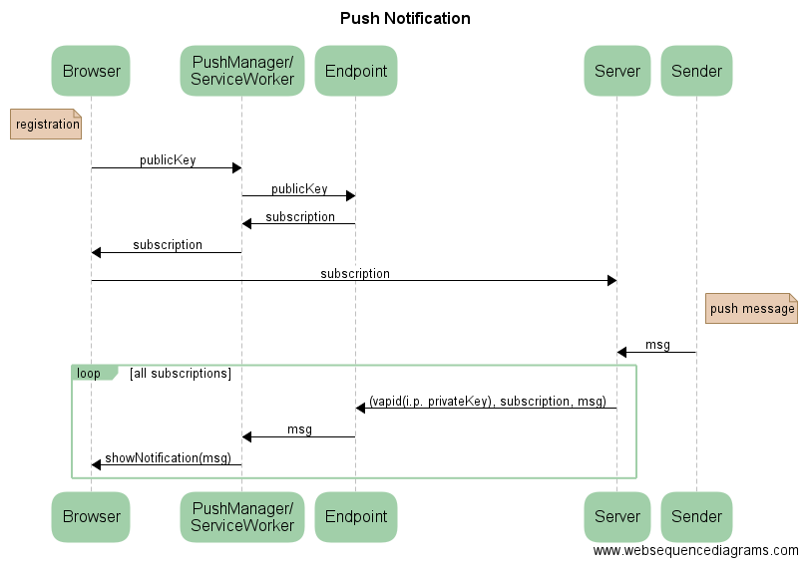 Push Notification
Browser
PushManager/
ServiceWorker
Endpoint
Server
Sender
registration
publicKey
publicKey
subscription
subscription
subscription
push message
msg
loop
[all subscriptions]
(vapid(i.p. privateKey), subscription, msg)
msg
showNotification(msg)
Browser
PushManager/
ServiceWorker
Endpoint
Server
Sender
www.websequencediagrams.com